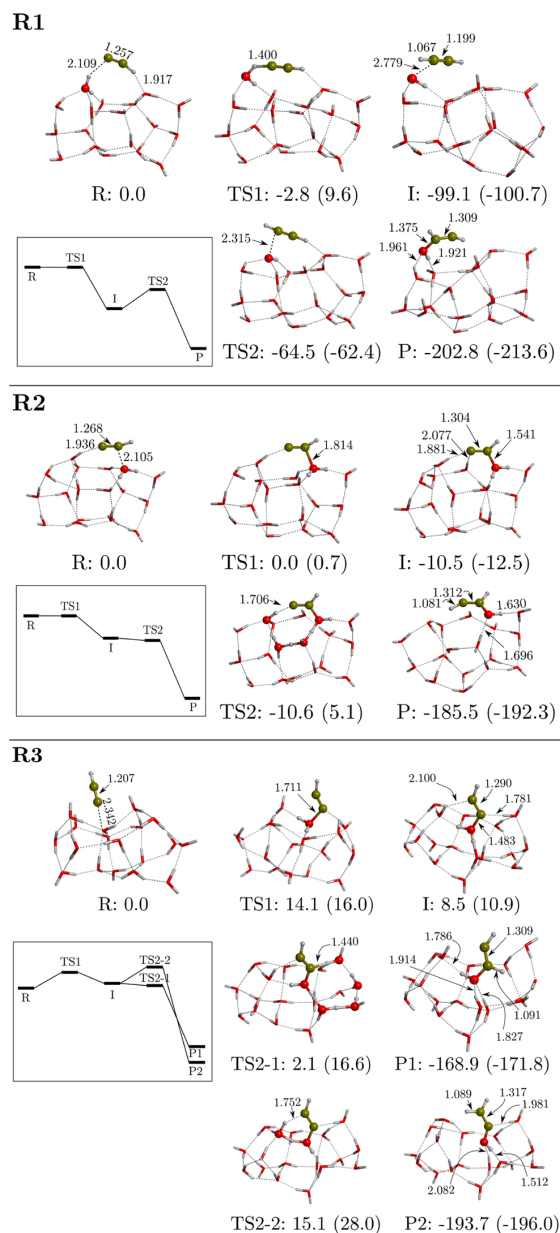 R1
1.257
2.109
1.917
R: 0.0
1.400
TS1: -2.8 (9.6)
1.067
1.199
2.779
I: -99.1 (-100.7)
R
TS1
I
TS2
P
2.315
TS2: -64.5 (-62.4)
1.309
1.375
1.961
1.921
P: -202.8 (-213.6)
R2
1.268
1.936
2.105
R: 0.0
1.814
TS1: 0.0 (0.7)
1.304
2.077
1.881
1.541
I: -10.5 (-12.5)
R
TS1
I
TS2
P
1.706
TS2: -10.6 (5.1)
1.312
1.081
1.630
1.696
P: -185.5 (-192.3)
R3
1.207
2.342
R: 0.0
1.711
TS1: 14.1 (16.0)
2.100
1.290
1.781
1.483
I: 8.5 (10.9)
R
TS1
I
TS2-2
TS2-1
P1
P2
1.440
TS2-1: 2.1 (16.6)
1.786
1.309
1.914
1.091
1.827
P1: -168.9 (-171.8)
1.752
TS2-2: 15.1 (28.0)
1.089
1.317
1.981
2.082
1.512
P2: -193.7 (-196.0)